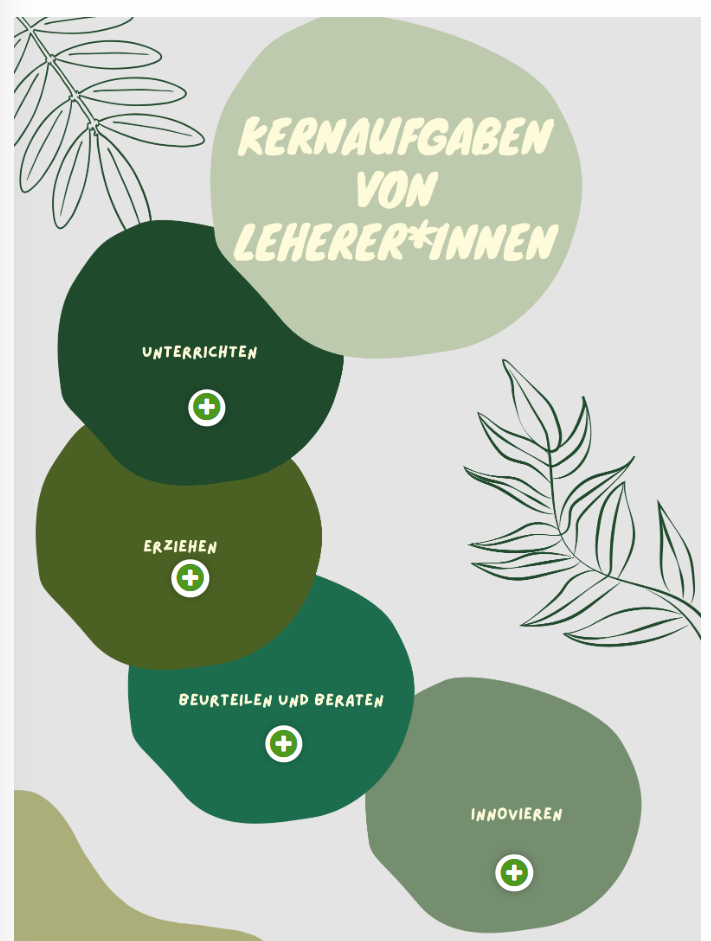 KERNAUFGABEN
VON
LEHERER*INNEN
UNTERRICHTEN
ERZIEHEN
BEURTEILEN UND BERATEN
INNOVIEREN